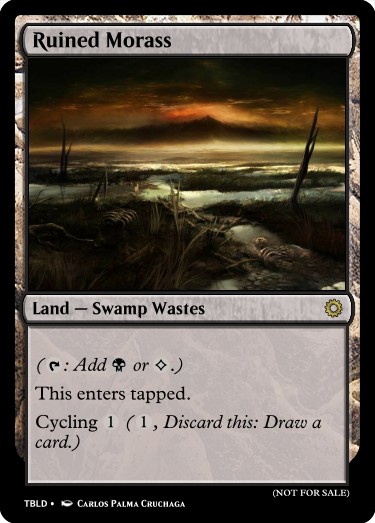 Ruined Morass
Land — Swamp Wastes
( : Add or .)
This enters tapped.
Cycling 1 ( 1 , Discard this: Draw a
card.)
(NOT FOR SALE)
TBLD • Carlos Palma Cruchaga